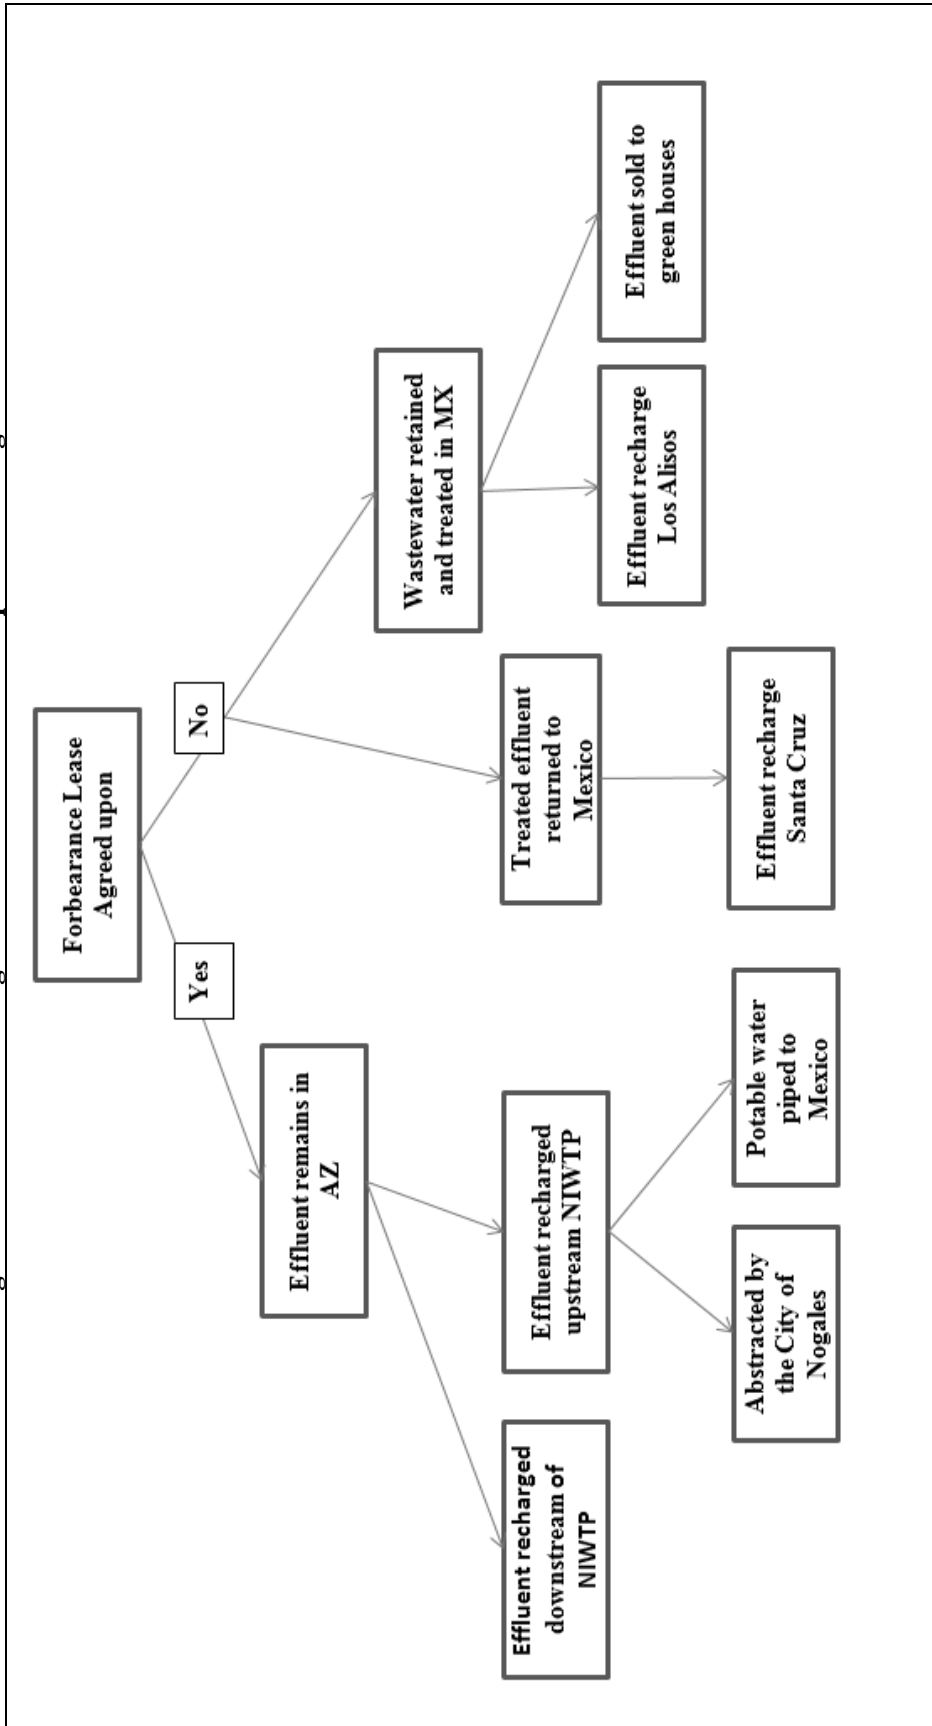 Forbearance Lease
Agreed upon
Yes
No
Effluent remains in
AZ
Wastewater retained
and treated in MX
Effluent recharged
downstream of
NIWTP
Effluent recharged
upstream NIWTP
Treated effluent
returned to
Mexico
Effluent recharge
Los Alisos
Effluent sold to
green houses
Abstracted by
the City of
Nogales
Potable water
piped to
Mexico
Effluent recharge
Santa Cruz